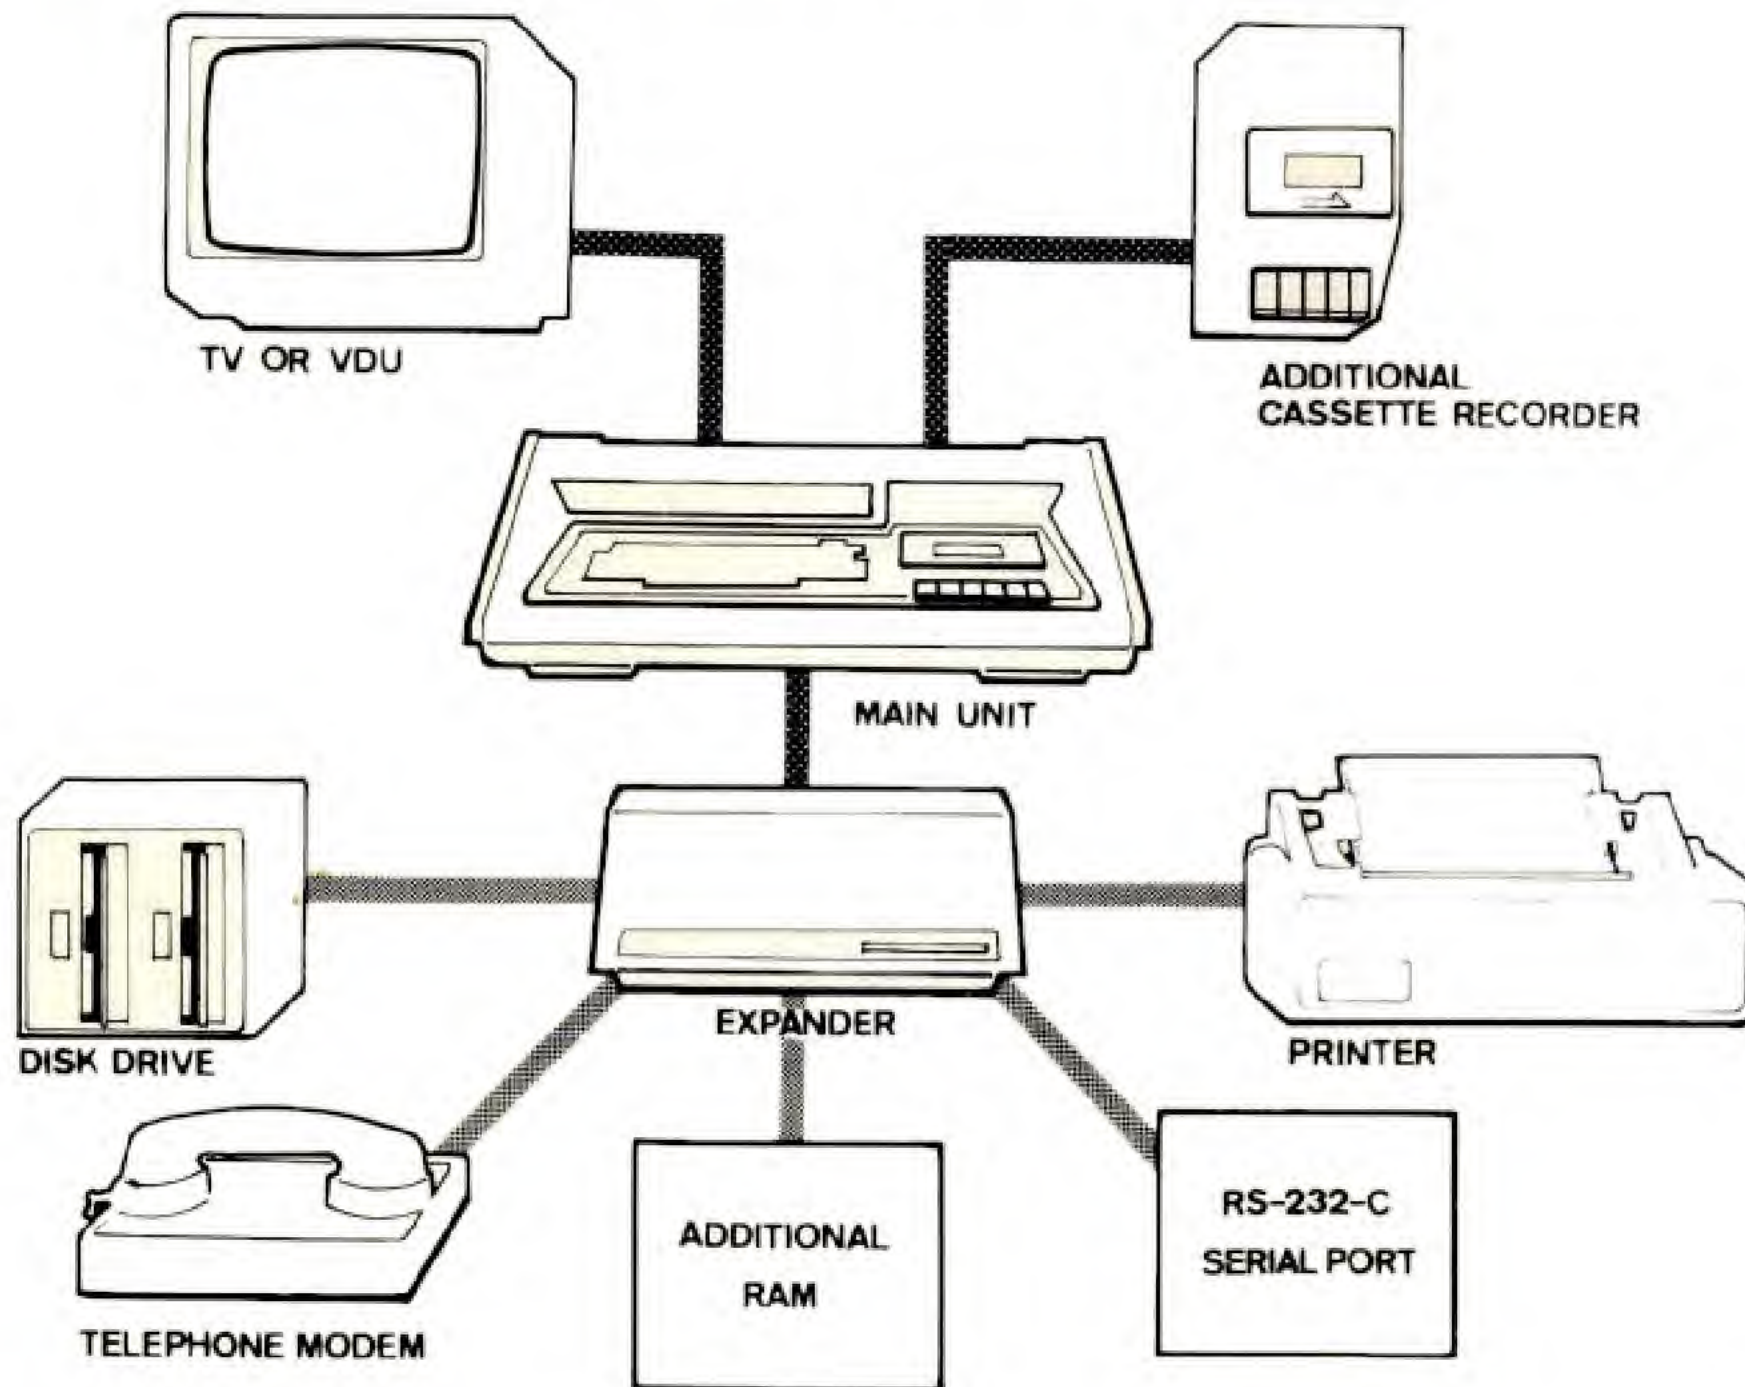 TV OR VDU
ADDITIONAL
CASSETTE RECORDER
MAIN UNIT
DISK DRIVE
EXPANDER
PRINTER
TELEPHONE MODEM
ADDITIONAL
RAM
RS-232-C
SERIAL PORT